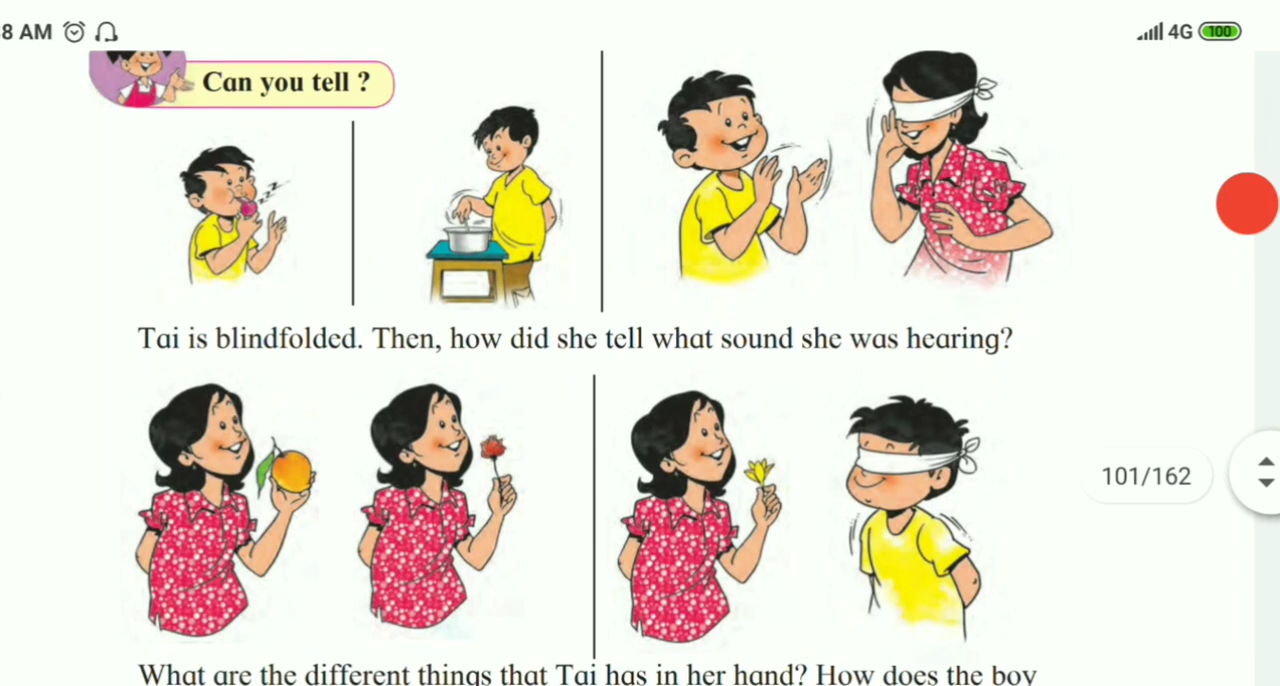 8 AM
4G 100
Can you tell ?
zzz
Tai is blindfolded. Then, how did she tell what sound she was hearing?
101/162
What are the different things that Tai has in her hand? How does the boy